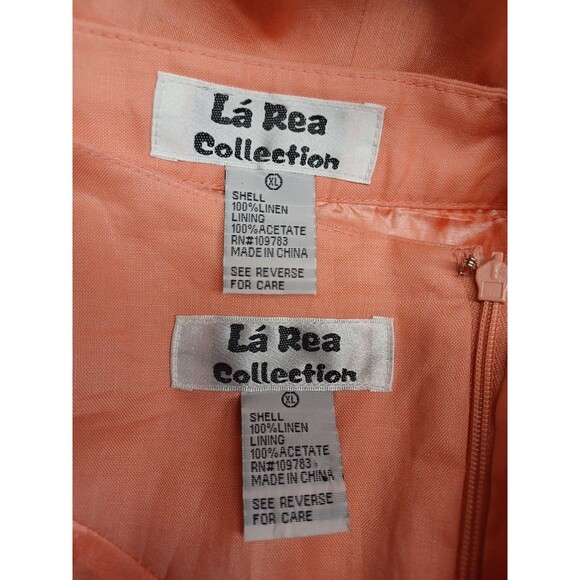 Lá Rea
Collection
XL
SHELL
100%LINEN
LINING
100%ACETATE
RN#109783
MADE IN CHINA
SEE REVERSE
FOR CARE
Lá Rea
Collection
XL
SHELL
100%LINEN
LINING
100%ACETATE
RN#109783
MADE IN CHINA
SEE REVERSE
FOR CARE